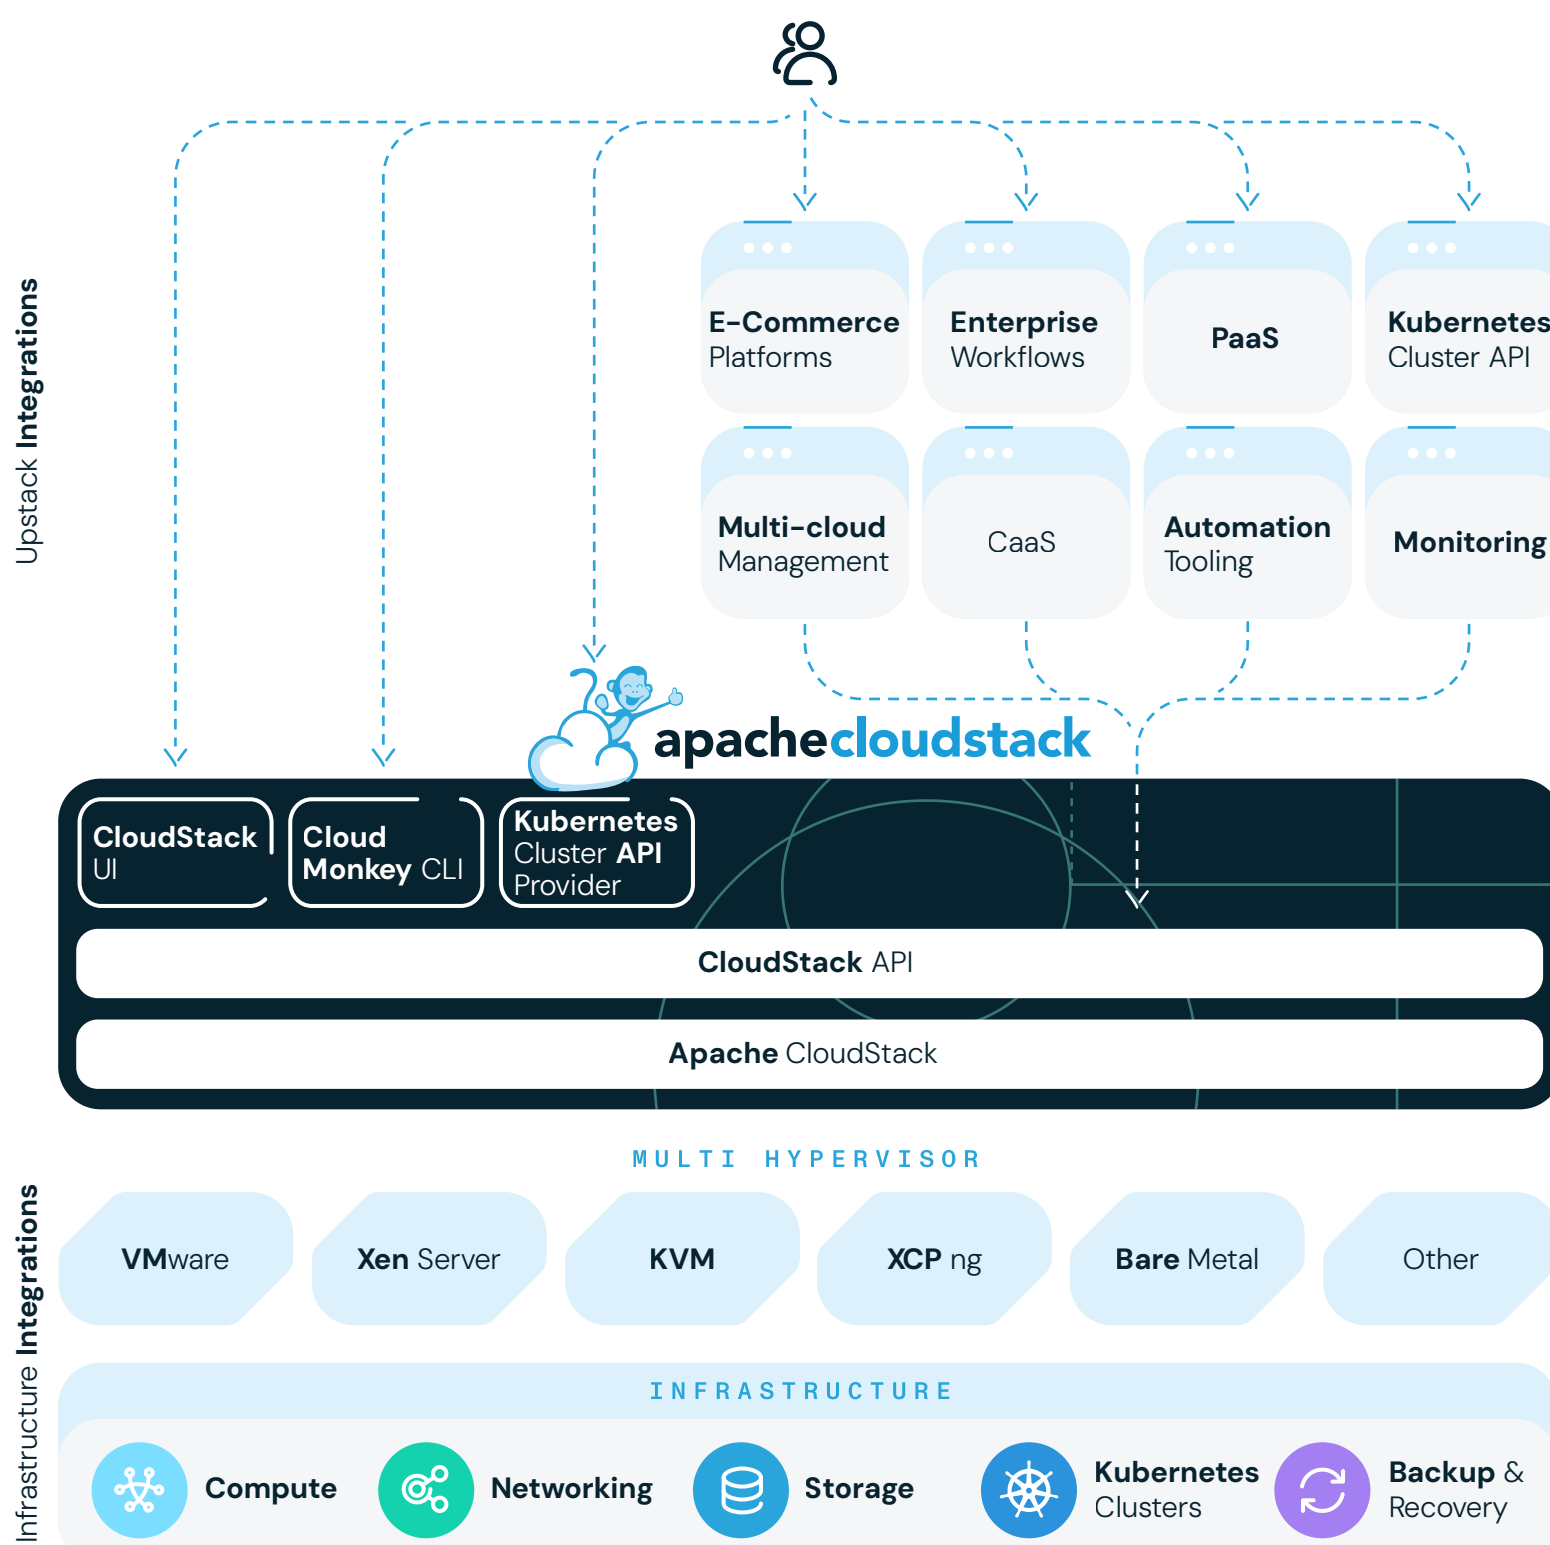 Upstack Integrations
E-Commerce
Platforms
Enterprise
Workflows
PaaS
Kubernetes
Cluster API
Multi-cloud
Management
CaaS
Automation
Tooling
Monitoring
apachecloudstack
CloudStack
UI
Cloud
Monkey CLI
Kubernetes
Cluster API
Provider
CloudStack API
Apache CloudStack
MULTI HYPERVISOR
Infrastructure Integrations
VMware
Xen Server
KVM
XCP ng
Bare Metal
Other
INFRASTRUCTURE
Compute
Networking
Storage
Kubernetes
Clusters
Backup &
Recovery